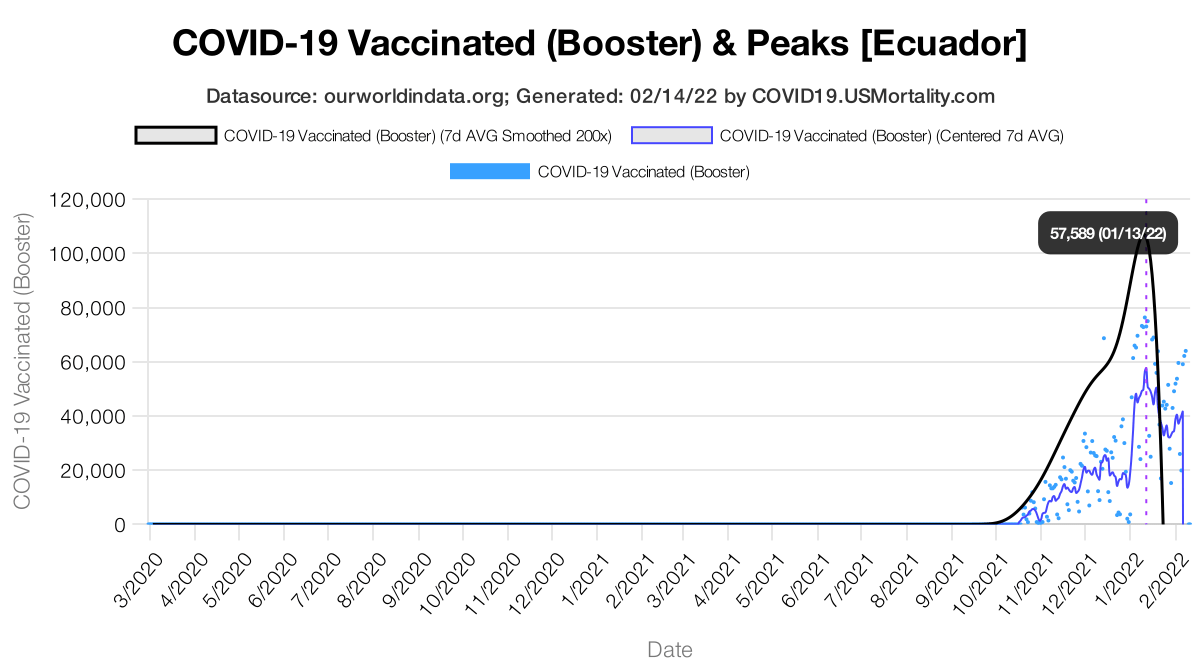 COVID-19 Vaccinated (Booster) & Peaks [Ecuador]
Datasource: ourworldindata.org; Generated: 02/14/22 by COVID19.USMortality.com
COVID-19 Vaccinated (Booster) (7d AVG Smoothed 200x) COVID-19 Vaccinated (Booster) (Centered 7d AVG)
COVID-19 Vaccinated (Booster)
COVID-19 Vaccinated (Booster)
120,000
100,000
80,000
60,000
40,000
20,000
0
57,589 (01/13/22)
3/2020 4/2020 5/2020 6/2020 7/2020 8/2020 9/2020 10/2020 11/2020 12/2020 1/2021 2/2021 3/2021 4/2021 5/2021 6/2021 7/2021 8/2021 9/2021 10/2021 11/2021 12/2021 1/2022 2/2022
Date